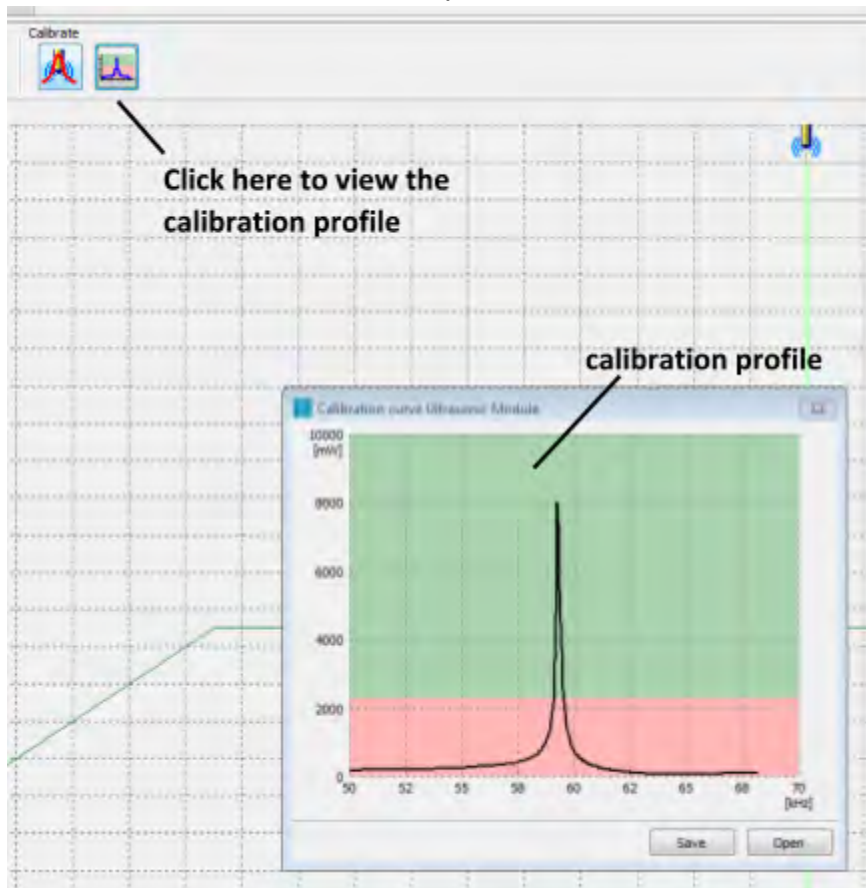 Calibrate
Click here to view the
calibration profile
calibration profile
Calibration curve Ultrasonic Module
10000
[mW]
8000
6000
4000
2000
0
50 52 55 58 60 62 65 68 70
[kHz]
Save Open